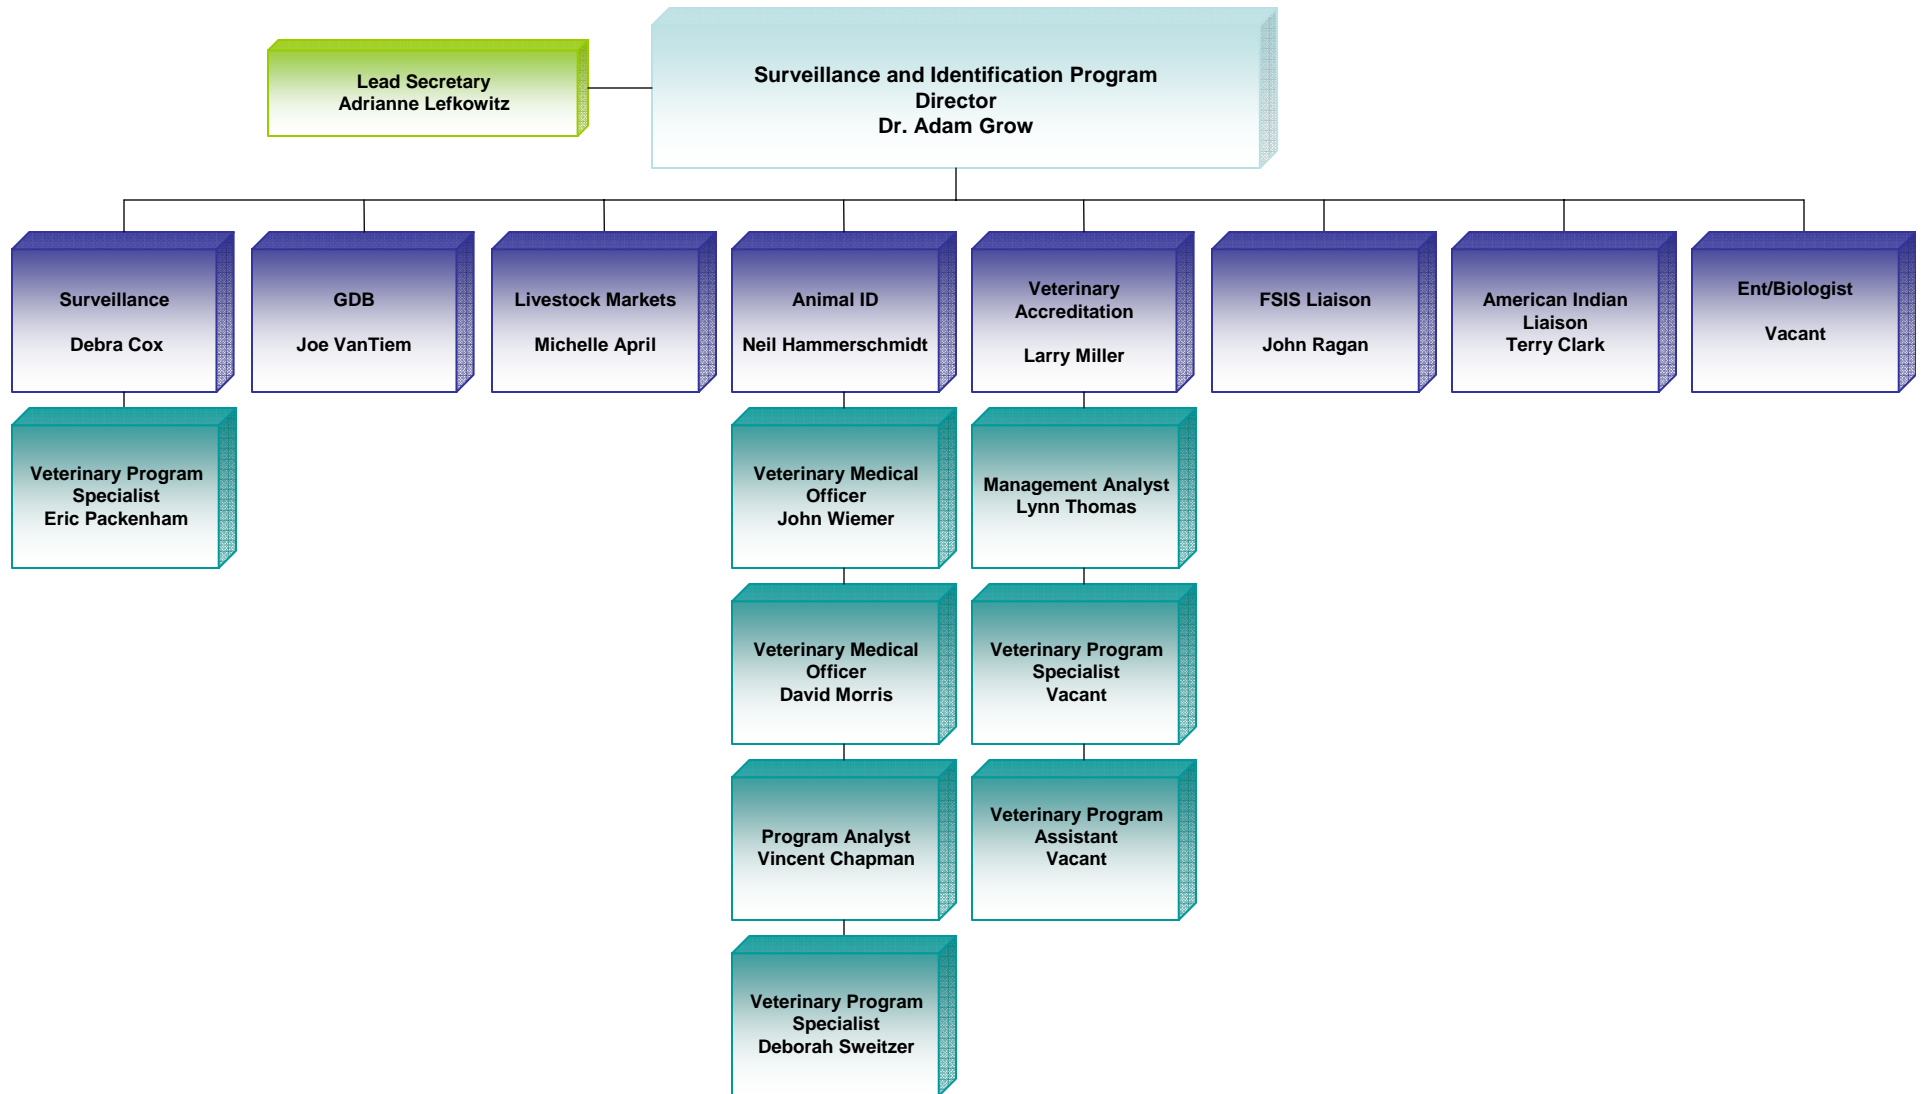 Lead Secretary
Adrianne Lefkowitz
Surveillance and Identification Program
Director
Dr. Adam Grow
Surveillance
Debra Cox
GDB
Joe VanTiem
Livestock Markets
Michelle April
Animal ID
Neil Hammerschmidt
Veterinary
Accreditation
Larry Miller
FSIS Liaison
John Ragan
American Indian
Liaison
Terry Clark
Ent/Biologist
Vacant
Veterinary Program
Specialist
Eric Packenham
Veterinary Medical
Officer
John Wiemer
Management Analyst
Lynn Thomas
Veterinary Medical
Officer
David Morris
Veterinary Program
Specialist
Vacant
Program Analyst
Vincent Chapman
Veterinary Program
Assistant
Vacant
Veterinary Program
Specialist
Deborah Sweitzer